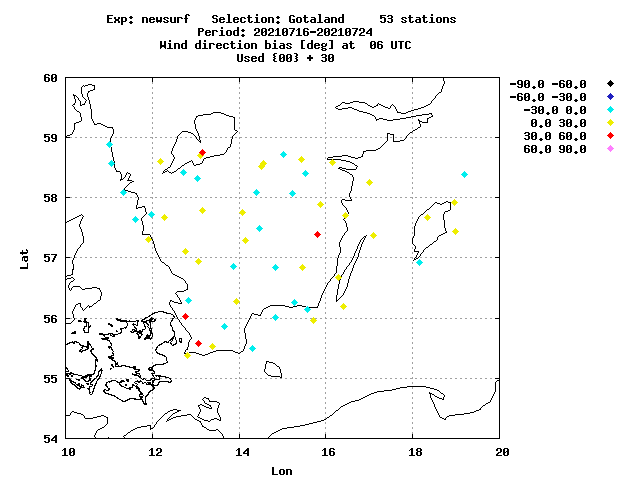 Exp: newsurf Selection: Gotaland 53 stations
Period: 20210716-20210724
Wind direction bias [deg] at 06 UTC
Used {00} + 30
-90.0 -60.0
-60.0 -30.0
-30.0 0.0
0.0 30.0
30.0 60.0
60.0 90.0
60
59
58
57
56
55
54
Lat
10 12 14 16 18 20
Lon